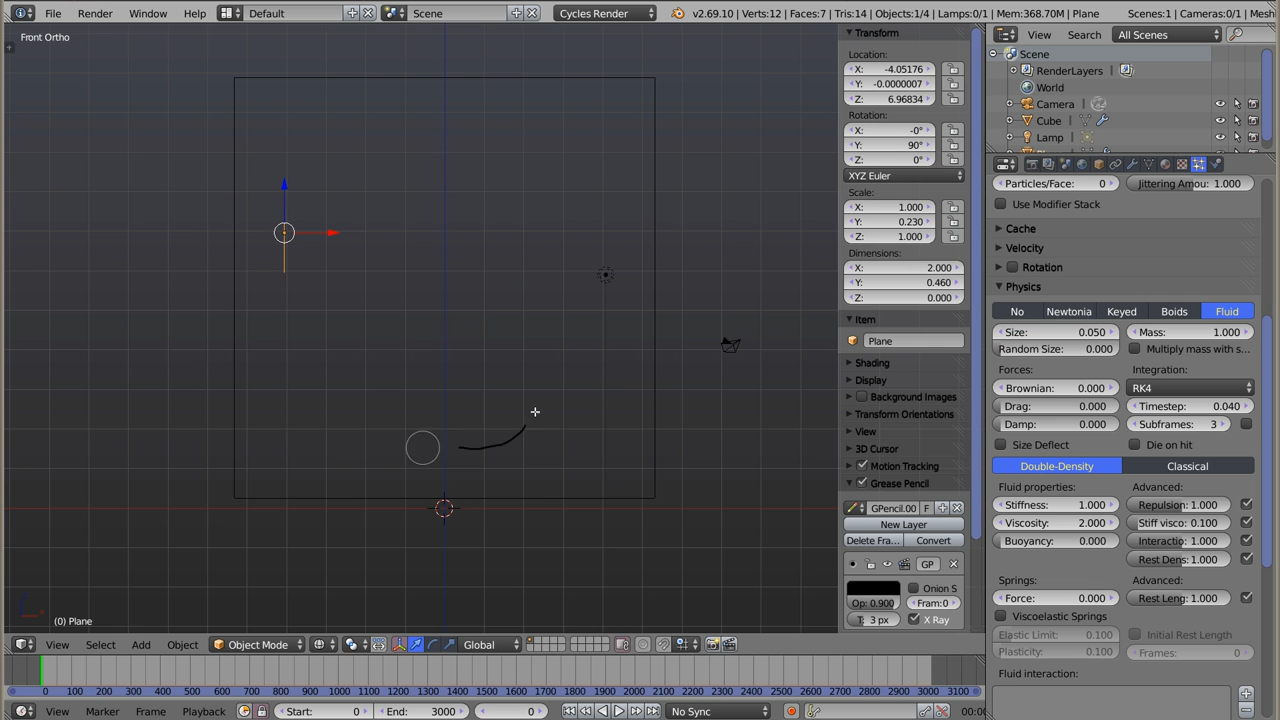 File Render Window Help Default Scene Cycles Render v2.69.10 | Verts:12 | Faces:7 | Tris:14 | Objects:1/4 | Lamps:0/1 | Mem:368.70M | Plane
Scenes:1 | Cameras:0/1 | Mesh
Front Ortho
Transform
Location:
X: -4.05176
Y: -0.0000007
Z: 6.96834
Rotation:
X: -0°
Y: 90°
Z: 0°
XYZ Euler
Scale:
X: 1.000
Y: 0.230
Z: 1.000
Dimensions:
X: 2.000
Y: 0.460
Z: 0.000
Item
Plane
Shading
Display
Background Images
Transform Orientations
View
3D Cursor
Motion Tracking
Grease Pencil
GPencil.00 F
New Layer
Delete Fra... Convert
GP
Onion S
Op: 0.900 Fram:0
T: 3 px X Ray
View Search All Scenes
Scene
RenderLayers
World
Camera
Cube
Lamp
Particles/Face: 0 Jittering Amou: 1.000
Use Modifier Stack
Cache
Velocity
Rotation
Physics
No Newtonia Keyed Boids Fluid
Size: 0.050 Mass: 1.000
Random Size: 0.000 Multiply mass with s...
Forces: Integration:
Brownian: 0.000 RK4
Drag: 0.000 Timestep: 0.040
Damp: 0.000 Subframes: 3
Size Deflect Die on hit
Double-Density Classical
Fluid properties: Advanced:
Stiffness: 1.000 Repulsion: 1.000
Viscosity: 2.000 Stiff visco: 0.100
Buoyancy: 0.000 Interactio: 1.000
Rest Dens: 1.000
Springs: Advanced:
Force: 0.000 Rest Leng: 1.000
Viscoelastic Springs
Elastic Limit: 0.100 Initial Rest Length
Plasticity: 0.100 Frames: 0
Fluid interaction:
(0) Plane
View Select Add Object Object Mode Global
0 100 200 300 400 500 600 700 800 900 1000 1100 1200 1300 1400 1500 1600 1700 1800 1900 2000 2100 2200 2300 2400 2500 2600 2700 2800 2900 3000 3100
View Marker Frame Playback Start: 0 End: 3000 0 No Sync